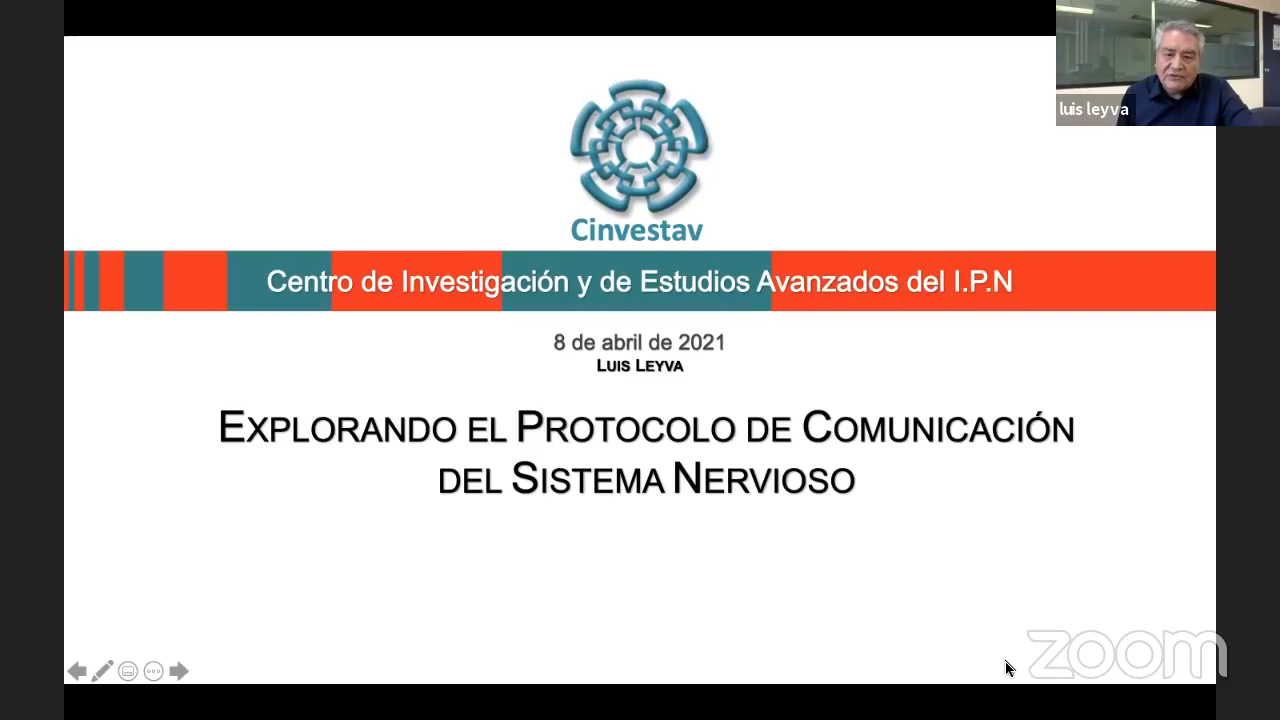 luis leyva
Cinvestav
Centro de Investigación y de Estudios Avanzados del I.P.N
8 de abril de 2021
LUIS LEYVA
EXPLORANDO EL PROTOCOLO DE COMUNICACIÓN
DEL SISTEMA NERVIOSO
zoom